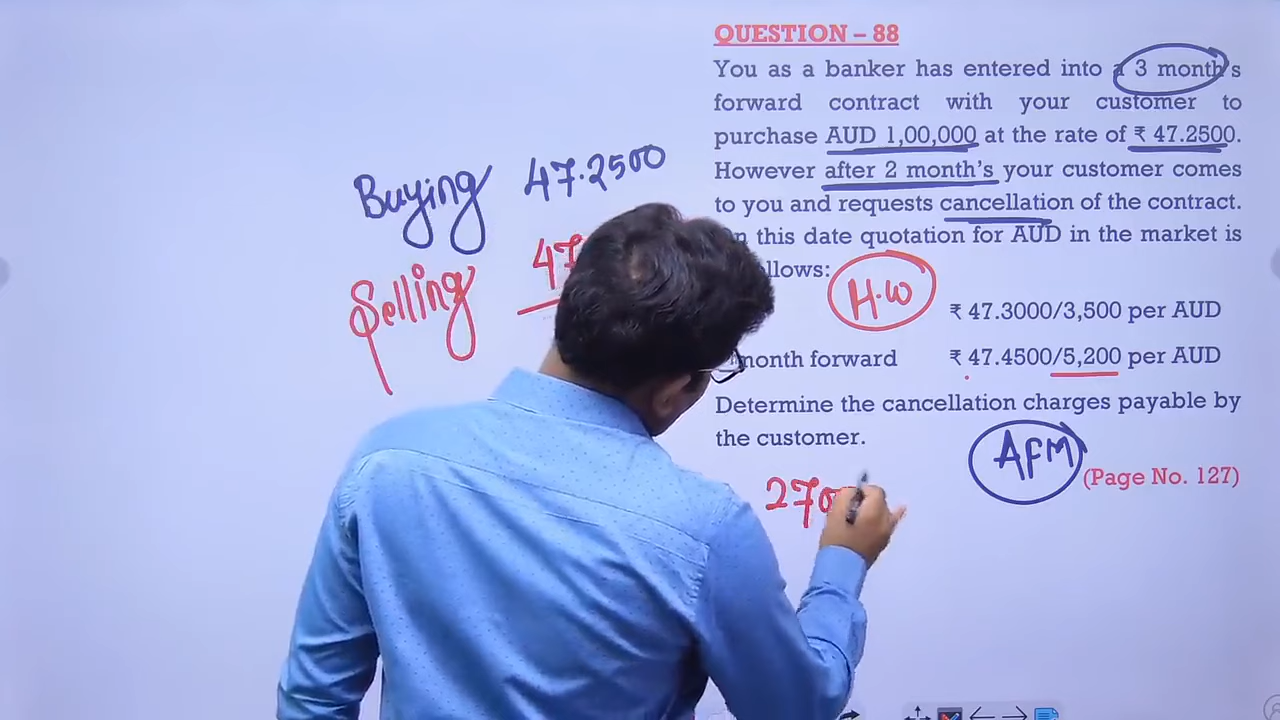 QUESTION – 88
You as a banker has entered into a 3 month's
forward contract with your customer to
purchase AUD 1,00,000 at the rate of ₹ 47.2500.
However after 2 month's your customer comes
to you and requests cancellation of the contract.
this date quotation for AUD in the market is
H.W
₹ 47.3000/3,500 per AUD
month forward ₹ 47.4500/5,200 per AUD
Determine the cancellation charges payable by
the customer.
AFM
(Page No. 127)
Buying 47.2500
Selling 47
270